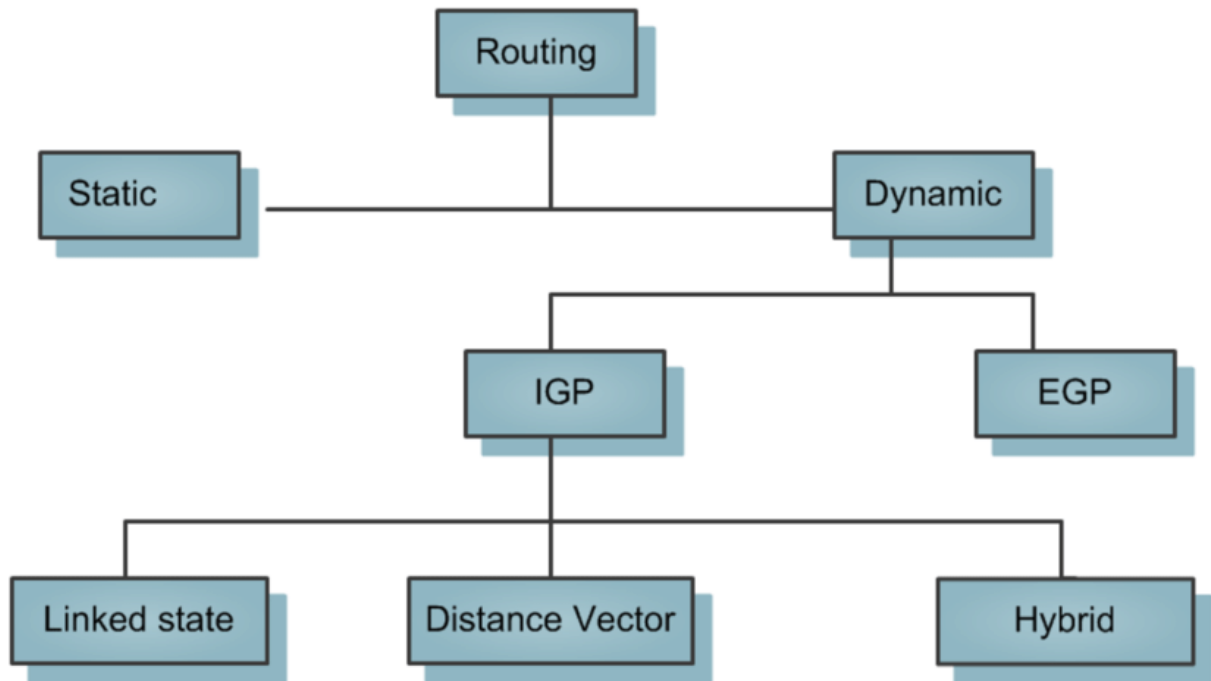 Routing
Static
Dynamic
IGP
EGP
Linked state
Distance Vector
Hybrid